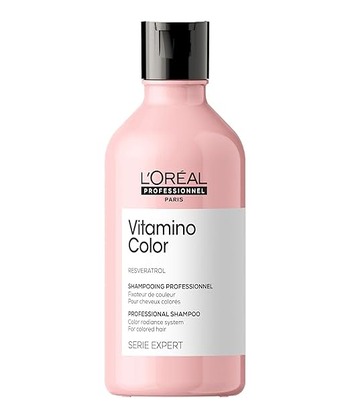 L'ORÉAL
PROFESSIONNEL
PARIS
Vitamino
Color
RESVERATROL
SHAMPOOING PROFESSIONNEL
Fixateur de couleur
Pour cheveux colorés
PROFESSIONAL SHAMPOO
Color radiance system
For colored hair
SERIE EXPERT